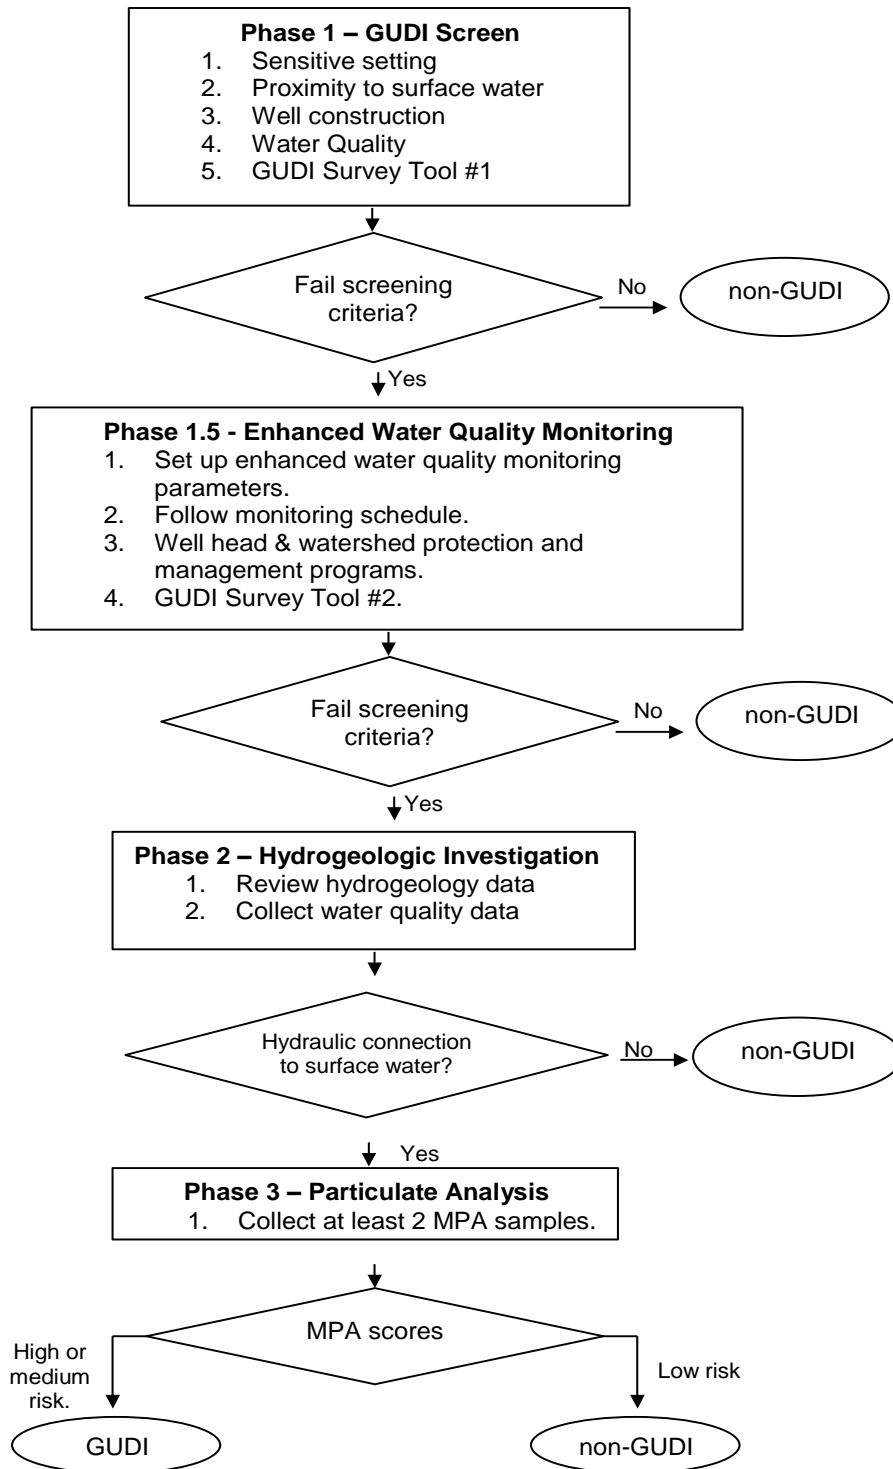 Phase 1 – GUDI Screen
1. Sensitive setting
2. Proximity to surface water
3. Well construction
4. Water Quality
5. GUDI Survey Tool #1
Fail screening
criteria?
No
non-GUDI
Yes
Phase 1.5 - Enhanced Water Quality Monitoring
1. Set up enhanced water quality monitoring
parameters.
2. Follow monitoring schedule.
3. Well head & watershed protection and
management programs.
4. GUDI Survey Tool #2.
Fail screening
criteria?
No
non-GUDI
Yes
Phase 2 – Hydrogeologic Investigation
1. Review hydrogeology data
2. Collect water quality data
Hydraulic connection
to surface water?
No
non-GUDI
Yes
Phase 3 – Particulate Analysis
1. Collect at least 2 MPA samples.
MPA scores
High or
medium
risk.
Low risk
GUDI
non-GUDI